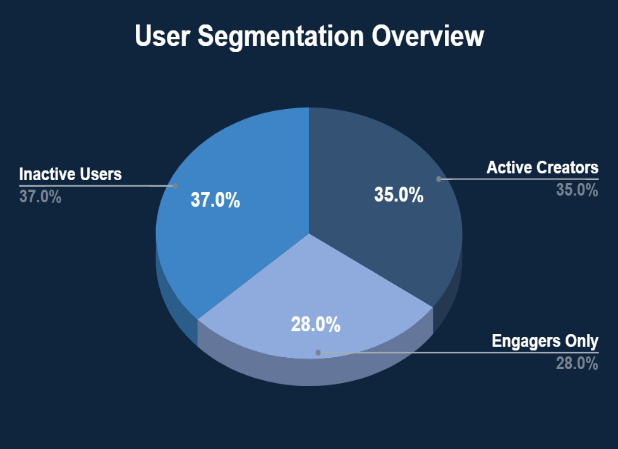 User Segmentation Overview
Inactive Users
37.0%
37.0%
35.0%
Active Creators
35.0%
28.0%
Engagers Only
28.0%